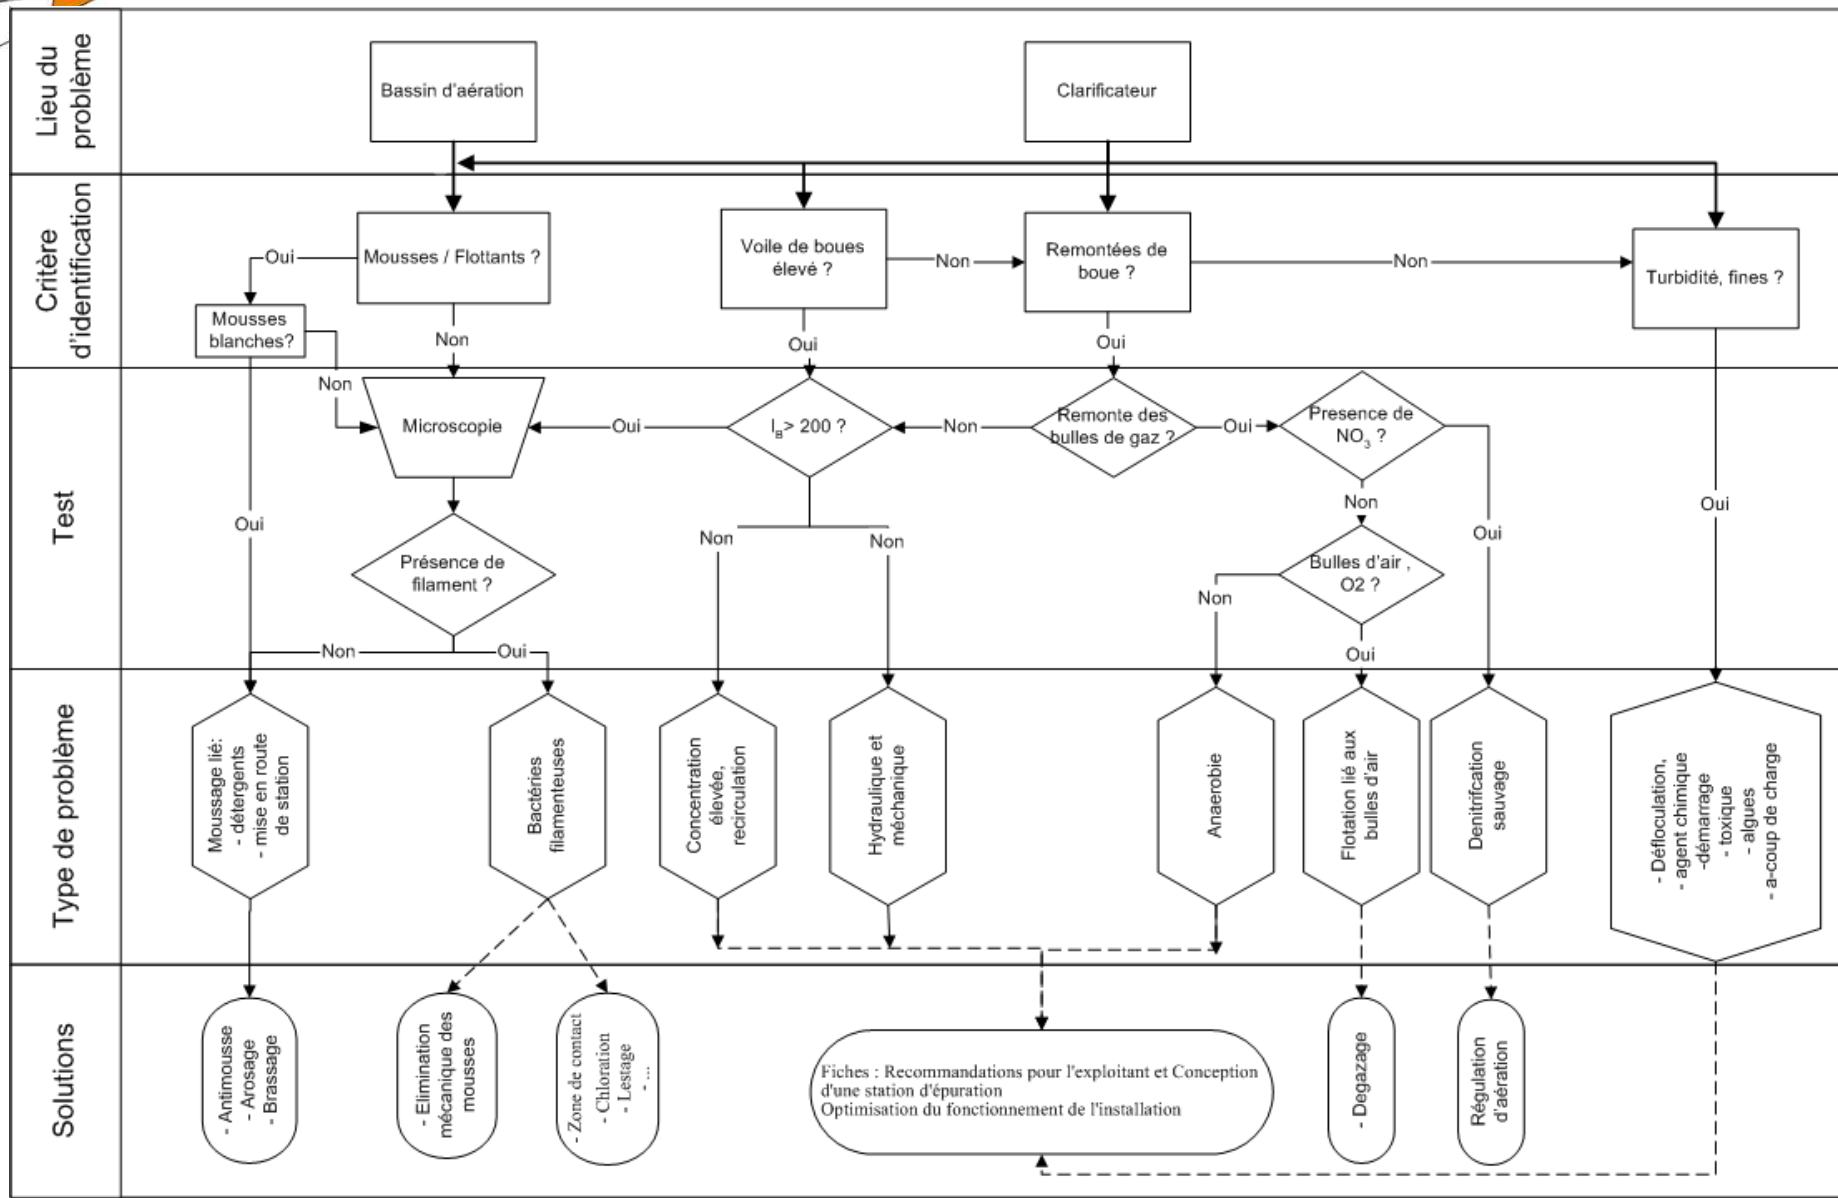 Lieu du
problème
Bassin d'aération
Clarificateur
Critère
d'identification
Mousses / Flottants ?
Voile de boues
élevé ?
Remontées de
boue ?
Turbidité, fines ?
Oui
Non
Non
Mousses
blanches?
Non
Oui
Oui
Test
Non
Microscopie
Oui
I_B> 200 ?
Non
Remonte des
bulles de gaz ?
Oui
Presence de
NO3 ?
Oui
Non
Oui
Oui
Non
Non
Présence de
filament ?
Bulles d'air ,
O2 ?
Non
Non
Oui
Oui
Type de problème
Moussage lié:
- détergents
- mise en route
de station
Bactéries
filamenteuses
Concentration
élevée,
recirculation
Hydraulique et
méchanique
Anaerobie
Flotation lié aux
bulles d'air
Denitrifcation
sauvage
- Défloculation,
- agent chimique
-démarrage
- toxique
- algues
- a-coup de charge
Solutions
- Antimousse
- Arosage
- Brassage
- Elimination
mécanique des
mousses
- Zone de contact
- Chloration
- Lestage
- ...
Fiches : Recommandations pour l'exploitant et Conception
d'une station d'épuration
Optimisation du fonctionnement de l'installation
- Degazage
Régulation
d'aération